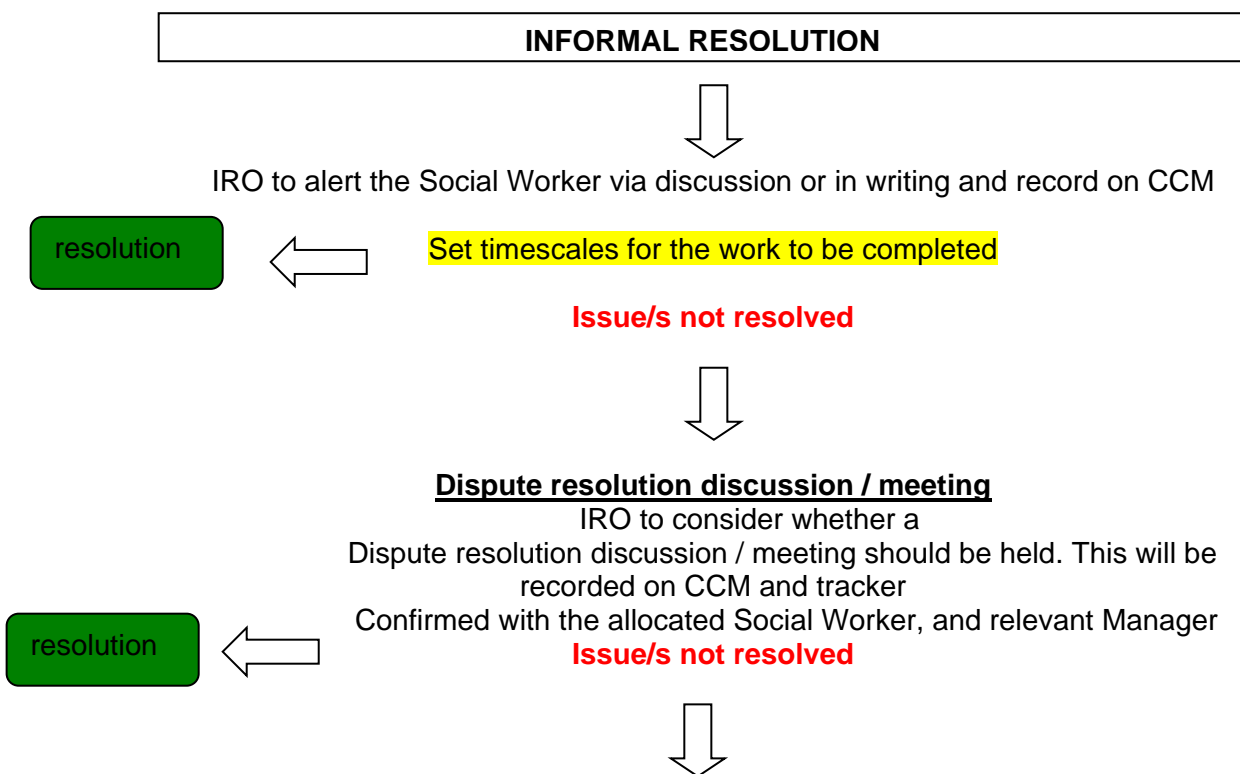 INFORMAL RESOLUTION
IRO to alert the Social Worker via discussion or in writing and record on CCM
resolution
Set timescales for the work to be completed
Issue/s not resolved
Dispute resolution discussion / meeting
IRO to consider whether a
Dispute resolution discussion / meeting should be held. This will be
recorded on CCM and tracker
Confirmed with the allocated Social Worker, and relevant Manager
resolution
Issue/s not resolved